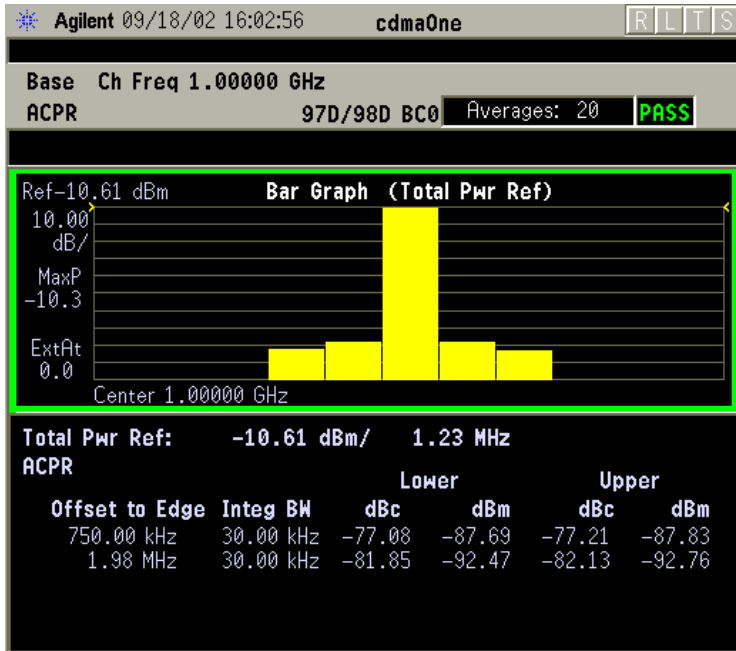 Agilent 09/18/02 16:02:56 cdmaOne R L T S
Base Ch Freq 1.00000 GHz
ACPR 97D/98D BC0 Averages: 20 PASS
Ref-10.61 dBm Bar Graph (Total Pwr Ref)
10.00
dB/
MaxP
-10.3
ExtAt
0.0
Center 1.00000 GHz
Total Pwr Ref: -10.61 dBm/ 1.23 MHz
ACPR
Lower Upper
Offset to Edge Integ BW dBc dBm dBc dBm
750.00 kHz 30.00 kHz -77.08 -87.69 -77.21 -87.83
1.98 MHz 30.00 kHz -81.85 -92.47 -82.13 -92.76